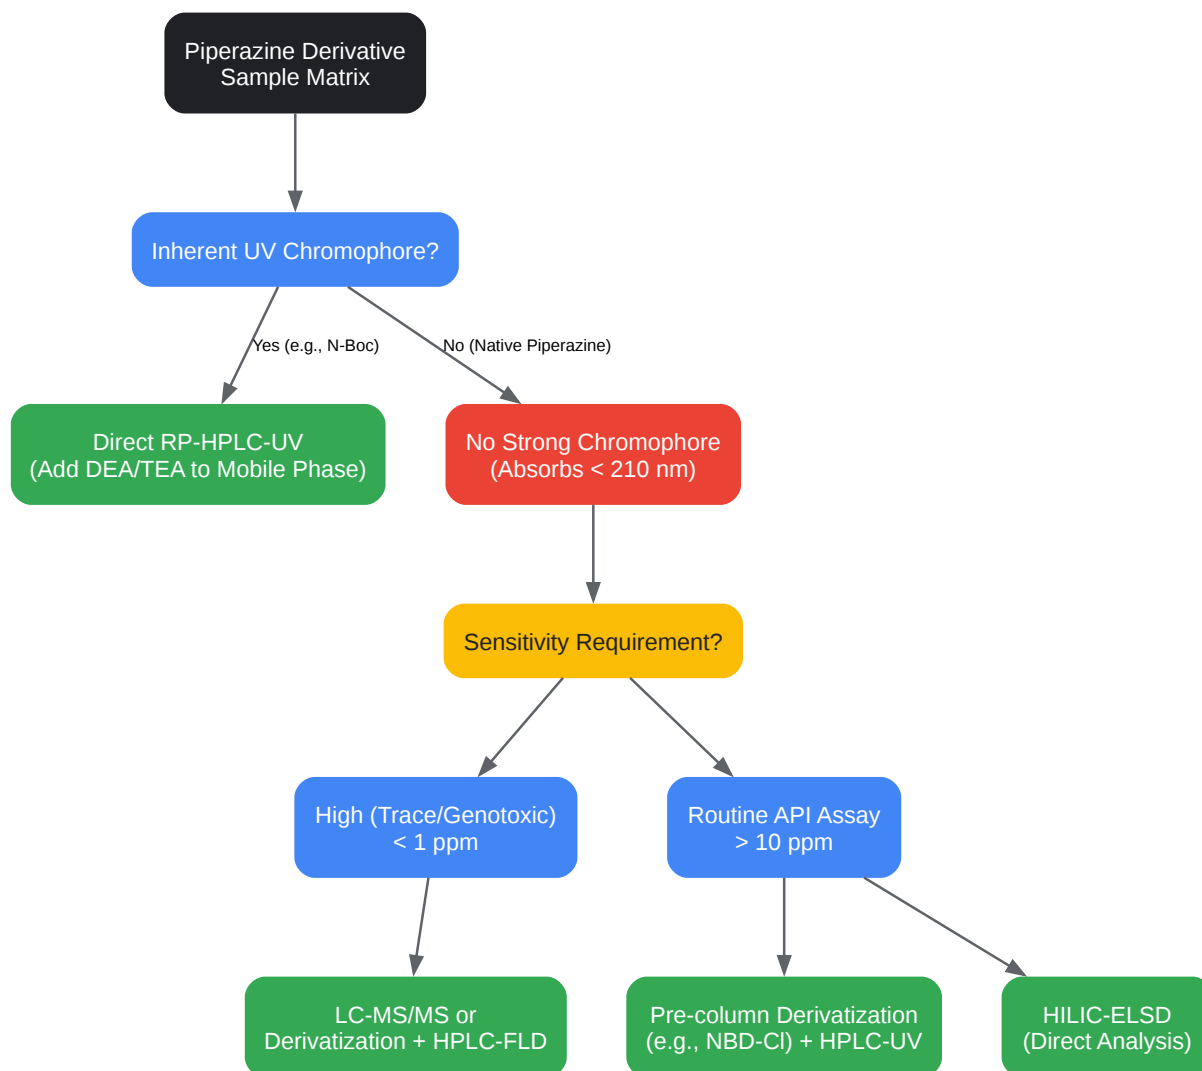 Piperazine Derivative
Sample Matrix
Inherent UV Chromophore?
Yes (e.g., N-Boc)
No (Native Piperazine)
Direct RP-HPLC-UV
(Add DEA/TEA to Mobile Phase)
No Strong Chromophore
(Absorbs < 210 nm)
Sensitivity Requirement?
High (Trace/Genotoxic)
< 1 ppm
Routine API Assay
> 10 ppm
LC-MS/MS or
Derivatization + HPLC-FLD
Pre-column Derivatization
(e.g., NBD-Cl) + HPLC-UV
HILIC-ELSD
(Direct Analysis)